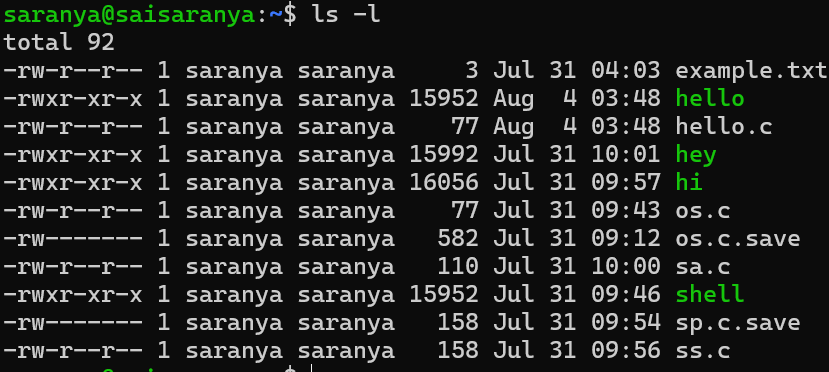 saranya@saisaranya:~$ ls -l
total 92
-rw-r--r-- 1 saranya saranya     3 Jul 31 04:03 example.txt
-rwxr-xr-x 1 saranya saranya 15952 Aug  4 03:48 hello
-rw-r--r-- 1 saranya saranya    77 Aug  4 03:48 hello.c
-rwxr-xr-x 1 saranya saranya 15992 Jul 31 10:01 hey
-rwxr-xr-x 1 saranya saranya 16056 Jul 31 09:57 hi
-rw-r--r-- 1 saranya saranya    77 Jul 31 09:43 os.c
-rw------- 1 saranya saranya   582 Jul 31 09:12 os.c.save
-rw-r--r-- 1 saranya saranya   110 Jul 31 10:00 sa.c
-rwxr-xr-x 1 saranya saranya 15952 Jul 31 09:46 shell
-rw------- 1 saranya saranya   158 Jul 31 09:54 sp.c.save
-rw-r--r-- 1 saranya saranya   158 Jul 31 09:56 ss.c